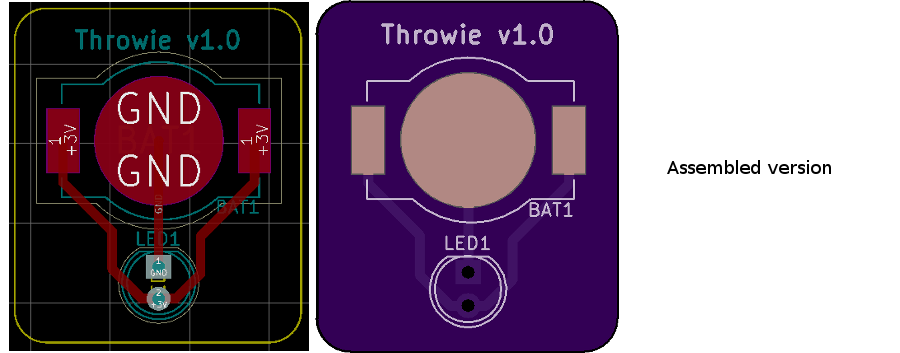 Throwie v1.0
GND
GND
1
+3V
1
+3V
GND
BAT1
BAT1
LED1
1
GND
2
+3V
Throwie v1.0
BAT1
LED1
Assembled version